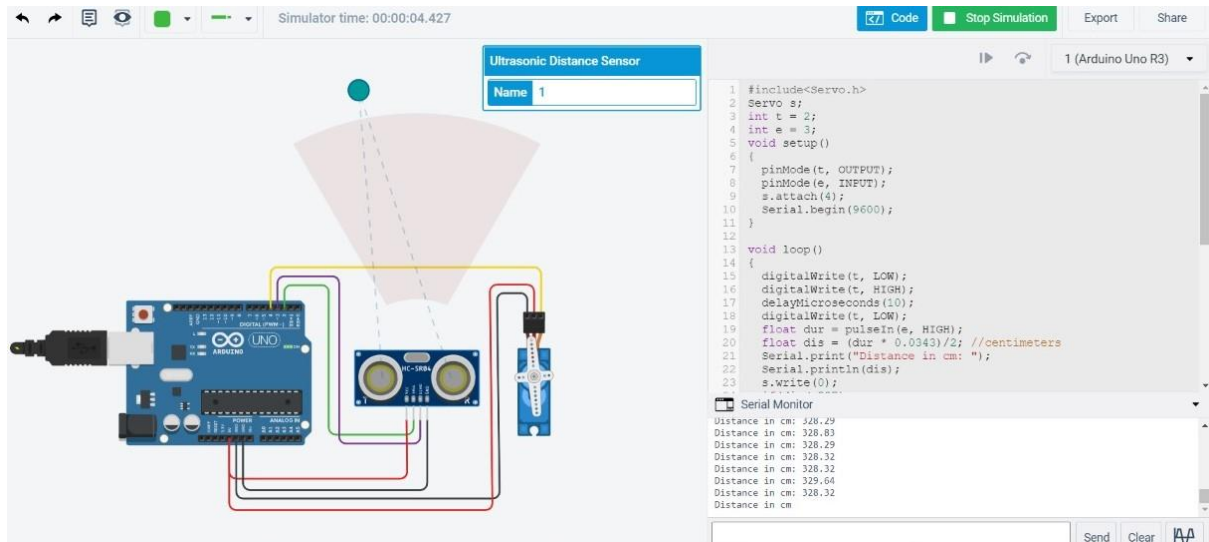 Simulator time: 00:00:04.427
Code
Stop Simulation
Export
Share
Ultrasonic Distance Sensor
Name 1
1 (Arduino Uno R3)
1 #include<Servo.h>
2 Servo s;
3 int t = 2;
4 int e = 3;
5 void setup()
6 {
7 pinMode(t, OUTPUT);
8 pinMode(e, INPUT);
9 s.attach(4);
10 Serial.begin(9600);
11 }
12
13 void loop()
14 {
15 digitalWrite(t, LOW);
16 digitalWrite(t, HIGH);
17 delayMicroseconds(10);
18 digitalWrite(t, LOW);
19 float dur = pulseIn(e, HIGH);
20 float dis = (dur * 0.0343)/2; //centimeters
21 Serial.print("Distance in cm: ");
22 Serial.println(dis);
23 s.write(0);
DIGITAL (PWM~)
UNO
ARDUINO
HC-SR04
POWER
ANALOG IN
Serial Monitor
Distance in cm: 328.29
Distance in cm: 328.83
Distance in cm: 328.29
Distance in cm: 328.32
Distance in cm: 328.32
Distance in cm: 329.64
Distance in cm: 328.32
Distance in cm
Send
Clear